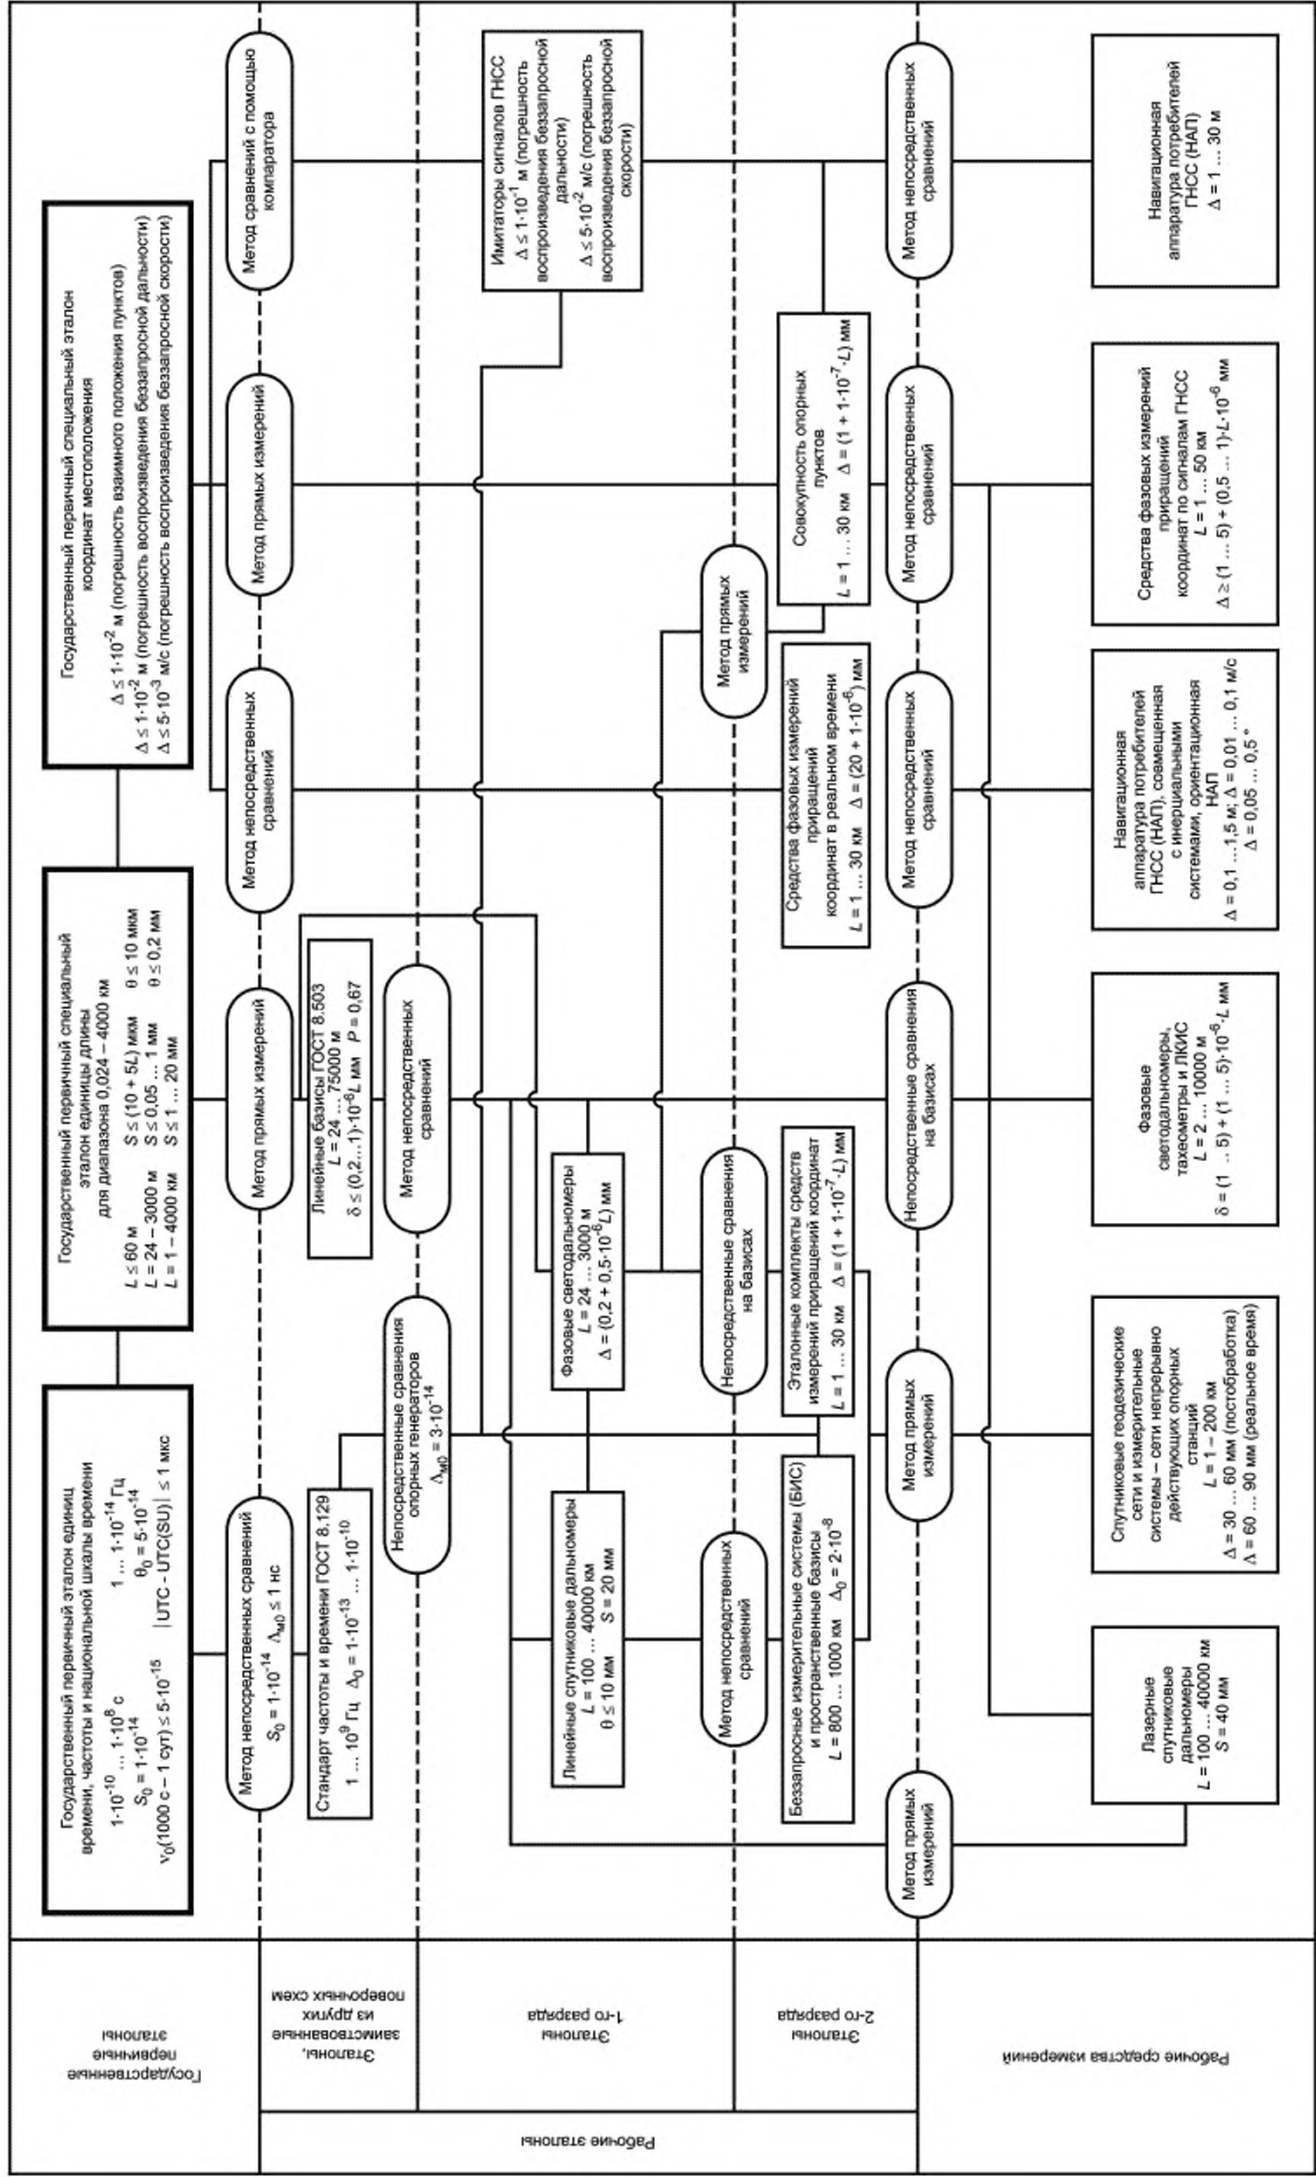 Государственные
первичные
эталоны
Государственный первичный эталон единиц
времени, частоты и национальной шкалы времени
1·10⁻¹⁰ … 1·10⁸ с 1 … 1·10⁻¹⁴ Гц
S₀ = 1·10⁻¹⁴ θ₀ = 5·10⁻¹⁴
ν₀(1000 с – 1 сут) ≤ 5·10⁻¹⁵ |UTC - UTC(SU)| ≤ 1 мкс
Государственный первичный специальный
эталон единицы длины
для диапазона 0,024 – 4000 км
L ≤ 60 м S ≤ (10 + 5L) мкм θ ≤ 10 мкм
L = 24 – 3000 м S ≤ 0,05 … 1 мм θ ≤ 0,2 мм
L = 1 – 4000 км S ≤ 1 … 20 мм
Государственный первичный специальный эталон
координат местоположения
Δ ≤ 1·10⁻² м (погрешность взаимного положения пунктов)
Δ ≤ 1·10⁻² м (погрешность воспроизведения беззапросной дальности)
Δ ≤ 5·10⁻³ м/с (погрешность воспроизведения беззапросной скорости)
Метод непосредственных сравнений
S₀ = 1·10⁻¹⁴ Δм₀ ≤ 1 нс
Метод прямых измерений
Метод непосредственных
сравнений
Метод прямых измерений
Метод сравнений с помощью
компаратора
Рабочие эталоны
Эталоны, заимствованные
из других
поверочных схем
Стандарт частоты и времени ГОСТ 8.129
1 … 10⁹ Гц Δ₀ = 1·10⁻¹³ … 1·10⁻¹⁰
Линейные базисы ГОСТ 8.503
L = 24 … 75000 м
δ ≤ (0,2…1)·10⁻⁶L мм P = 0,67
Непосредственные сравнения
опорных генераторов
Δм₀ = 3·10⁻¹⁴
Метод непосредственных
сравнений
Эталоны
1-го разряда
Линейные спутниковые дальномеры
L = 100 … 40000 км
θ ≤ 10 мм S = 20 мм
Фазовые светодальномеры
L = 24 … 3000 м
Δ = (0,2 + 0,5·10⁻⁶L) мм
Имитаторы сигналов ГНСС
Δ ≤ 1·10⁻¹ м (погрешность
воспроизведения беззапросной
дальности)
Δ ≤ 5·10⁻² м/с (погрешность
воспроизведения беззапросной
скорости)
Метод непосредственных
сравнений
Непосредственные сравнения
на базисах
Метод прямых
измерений
Эталоны
2-го разряда
Беззапросные измерительные системы (БИС)
и пространственные базисы
L = 800 … 1000 км Δ₀ = 2·10⁻⁸
Эталонные комплекты средств
измерений приращений координат
L = 1 … 30 км Δ = (1 + 1·10⁻⁷·L) мм
Средства фазовых измерений
приращений
координат в реальном времени
L = 1 … 30 км Δ = (20 + 1·10⁻⁶) мм
Совокупность опорных
пунктов
L = 1 … 30 км Δ = (1 + 1·10⁻⁷·L) мм
Метод прямых
измерений
Метод прямых
измерений
Непосредственные сравнения
на базисах
Метод непосредственных
сравнений
Метод непосредственных
сравнений
Метод непосредственных
сравнений
Рабочие средства измерений
Лазерные
спутниковые
дальномеры
L = 100 … 40000 км
S = 40 мм
Спутниковые геодезические
сети и измерительные
системы – сети непрерывно
действующих опорных
станций
L = 1 – 200 км
Δ = 30 … 60 мм (постобработка)
Δ = 60 … 90 мм (реальное время)
Фазовые
светодальномеры,
тахеометры и ЛКИС
L = 2 … 10000 м
δ = (1 .. 5) + (1 … 5)·10⁻⁶·L мм
Навигационная
аппаратура потребителей
ГНСС (НАП), совмещенная
с инерциальными
системами, ориентационная
НАП
Δ = 0,1 …1,5 м; Δ = 0,01 … 0,1 м/с
Δ = 0,05 … 0,5 °
Средства фазовых измерений
приращений
координат по сигналам ГНСС
L = 1 … 50 км
Δ ≥ (1 … 5) + (0,5 … 1)·L·10⁻⁶ мм
Навигационная
аппаратура потребителей
ГНСС (НАП)
Δ = 1 … 30 м